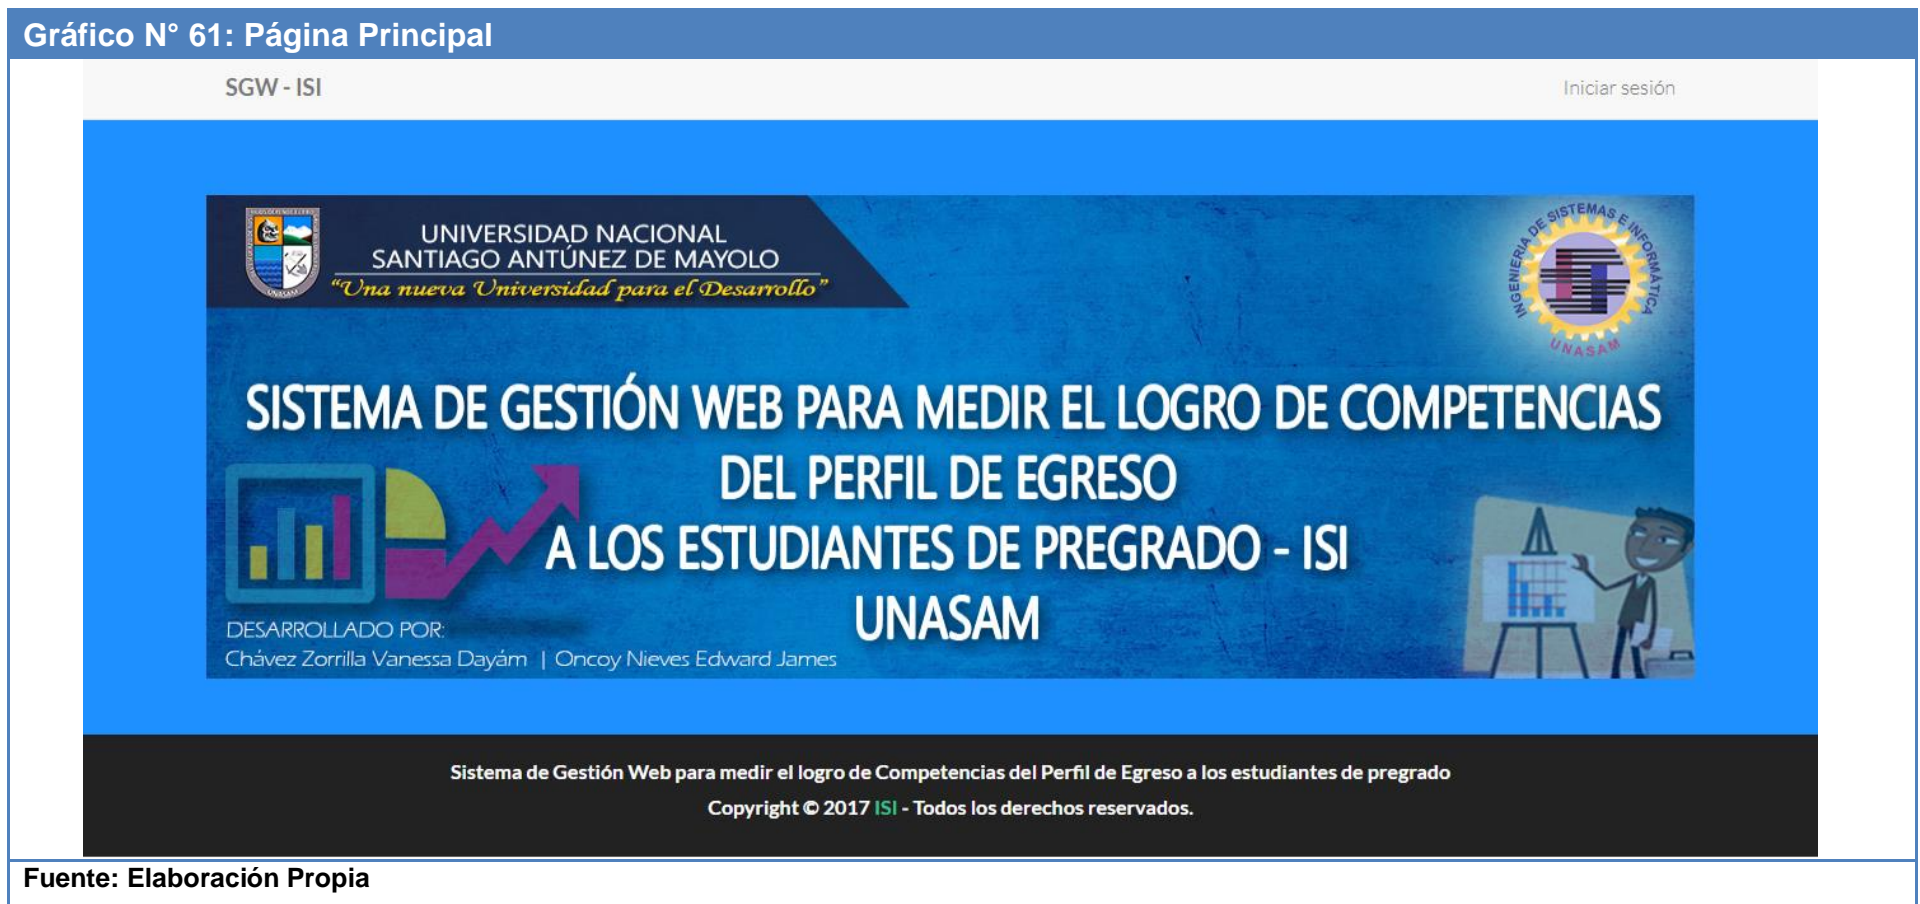 Gráfico N° 61: Página Principal
SGW - ISI
Iniciar sesión
UNIVERSIDAD NACIONAL
SANTIAGO ANTÚNEZ DE MAYOLO
“Una nueva Universidad para el Desarrollo”
UNASAM
INGENIERIA DE SISTEMAS E INFORMÁTICA
UNASAM
SISTEMA DE GESTIÓN WEB PARA MEDIR EL LOGRO DE COMPETENCIAS
DEL PERFIL DE EGRESO
A LOS ESTUDIANTES DE PREGRADO - ISI
UNASAM
DESARROLLADO POR:
Chávez Zorrilla Vanessa Dayám | Oncoy Nieves Edward James
Sistema de Gestión Web para medir el logro de Competencias del Perfil de Egreso a los estudiantes de pregrado
Copyright © 2017 ISI - Todos los derechos reservados.
Fuente: Elaboración Propia